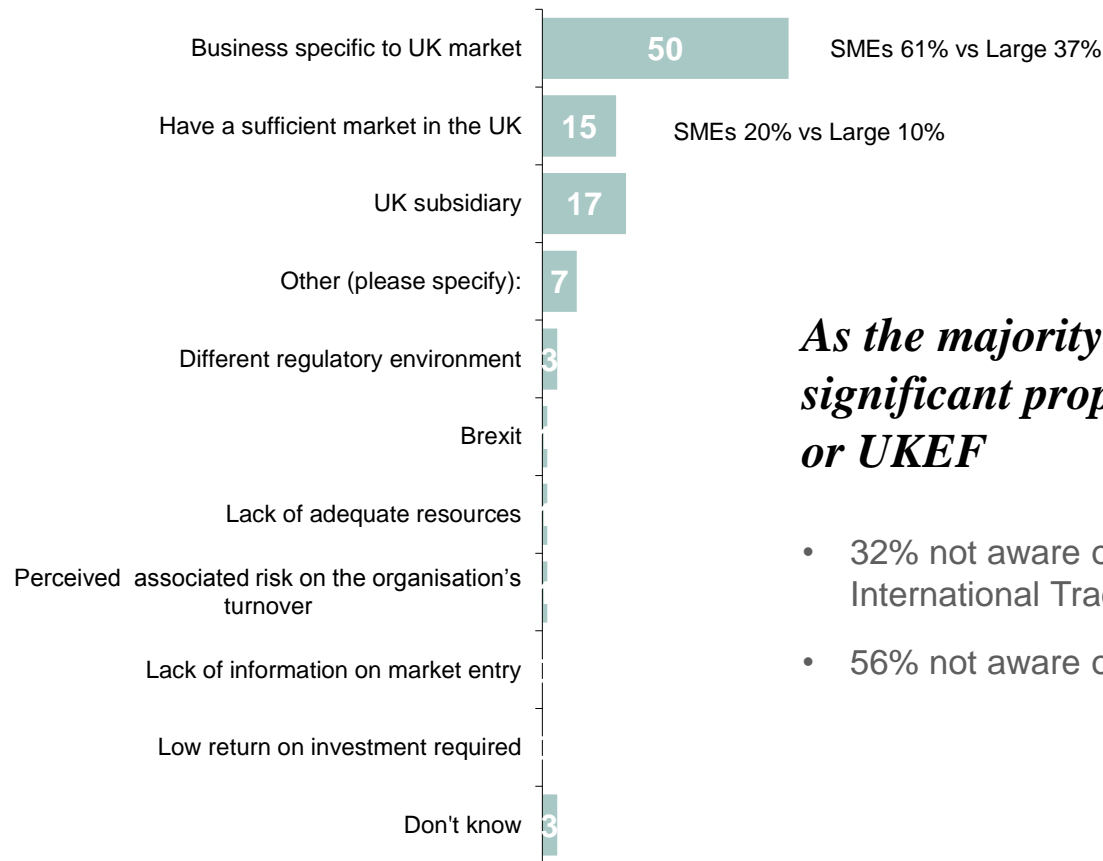 Business specific to UK market 50 SMEs 61% vs Large 37%
Have a sufficient market in the UK 15 SMEs 20% vs Large 10%
UK subsidiary 17
Other (please specify): 7
Different regulatory environment 3
Brexit
Lack of adequate resources
Perceived associated risk on the organisation's
turnover
Lack of information on market entry
Low return on investment required
Don't know 3
As the majority
significant
or UKEF
• 32% not aware
International
• 56% not aware